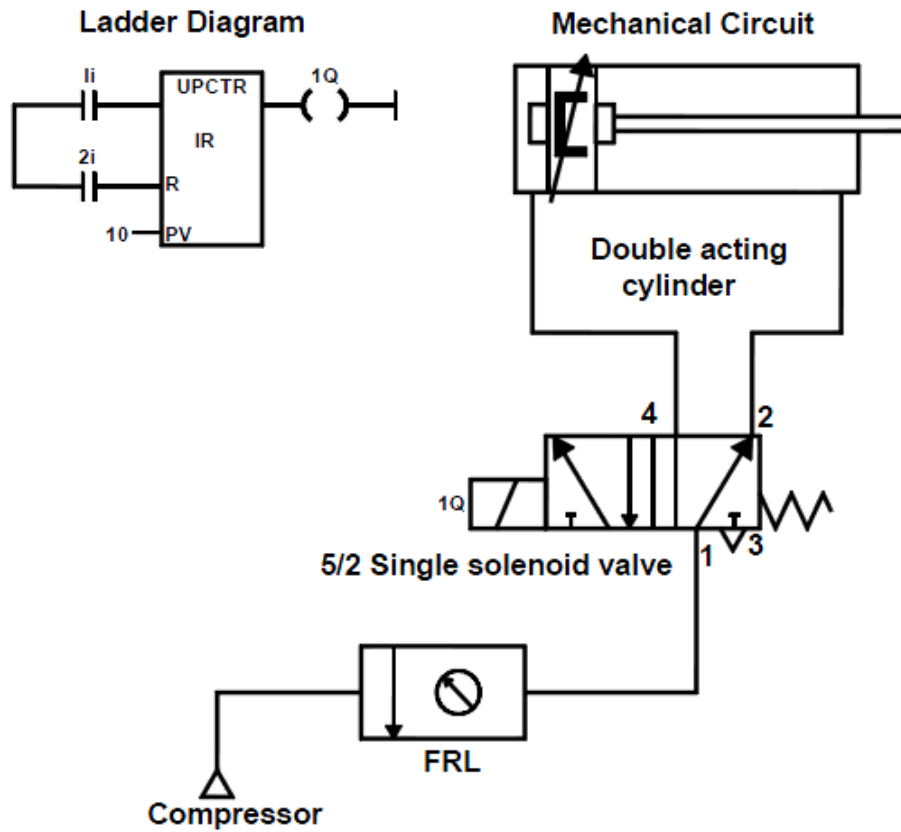 Ladder Diagram
Mechanical Circuit
Ii
1Q
UPCTR
IR
2i
R
10
PV
Double acting
cylinder
4
2
1Q
1
3
5/2 Single solenoid valve
FRL
Compressor